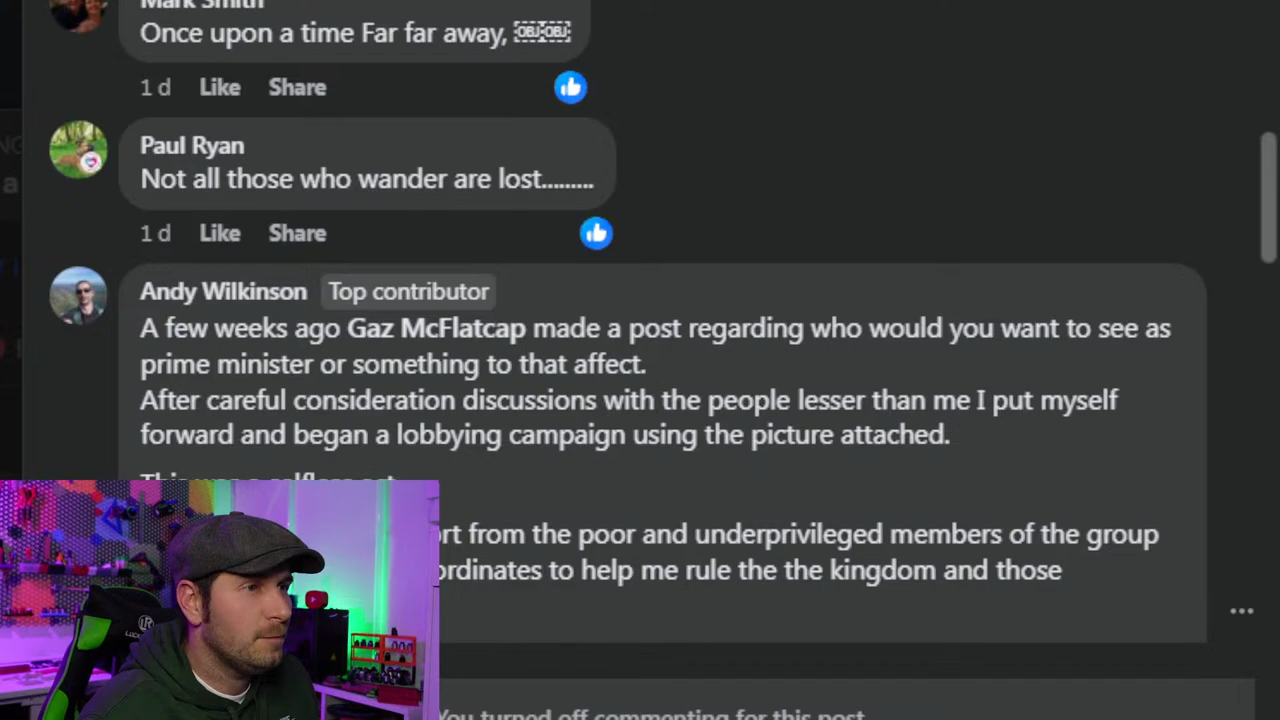 Mark Smith
Once upon a time Far far away, ￼￼
1 d Like Share
Paul Ryan
Not all those who wander are lost.........
1 d Like Share
Andy Wilkinson Top contributor
A few weeks ago Gaz McFlatcap made a post regarding who would you want to see as
prime minister or something to that affect.
After careful consideration discussions with the people lesser than me I put myself
forward and began a lobbying campaign using the picture attached.
This was a selfless act
from the poor and underprivileged members of the group
to help me rule the the kingdom and those
You turned off commenting for this post